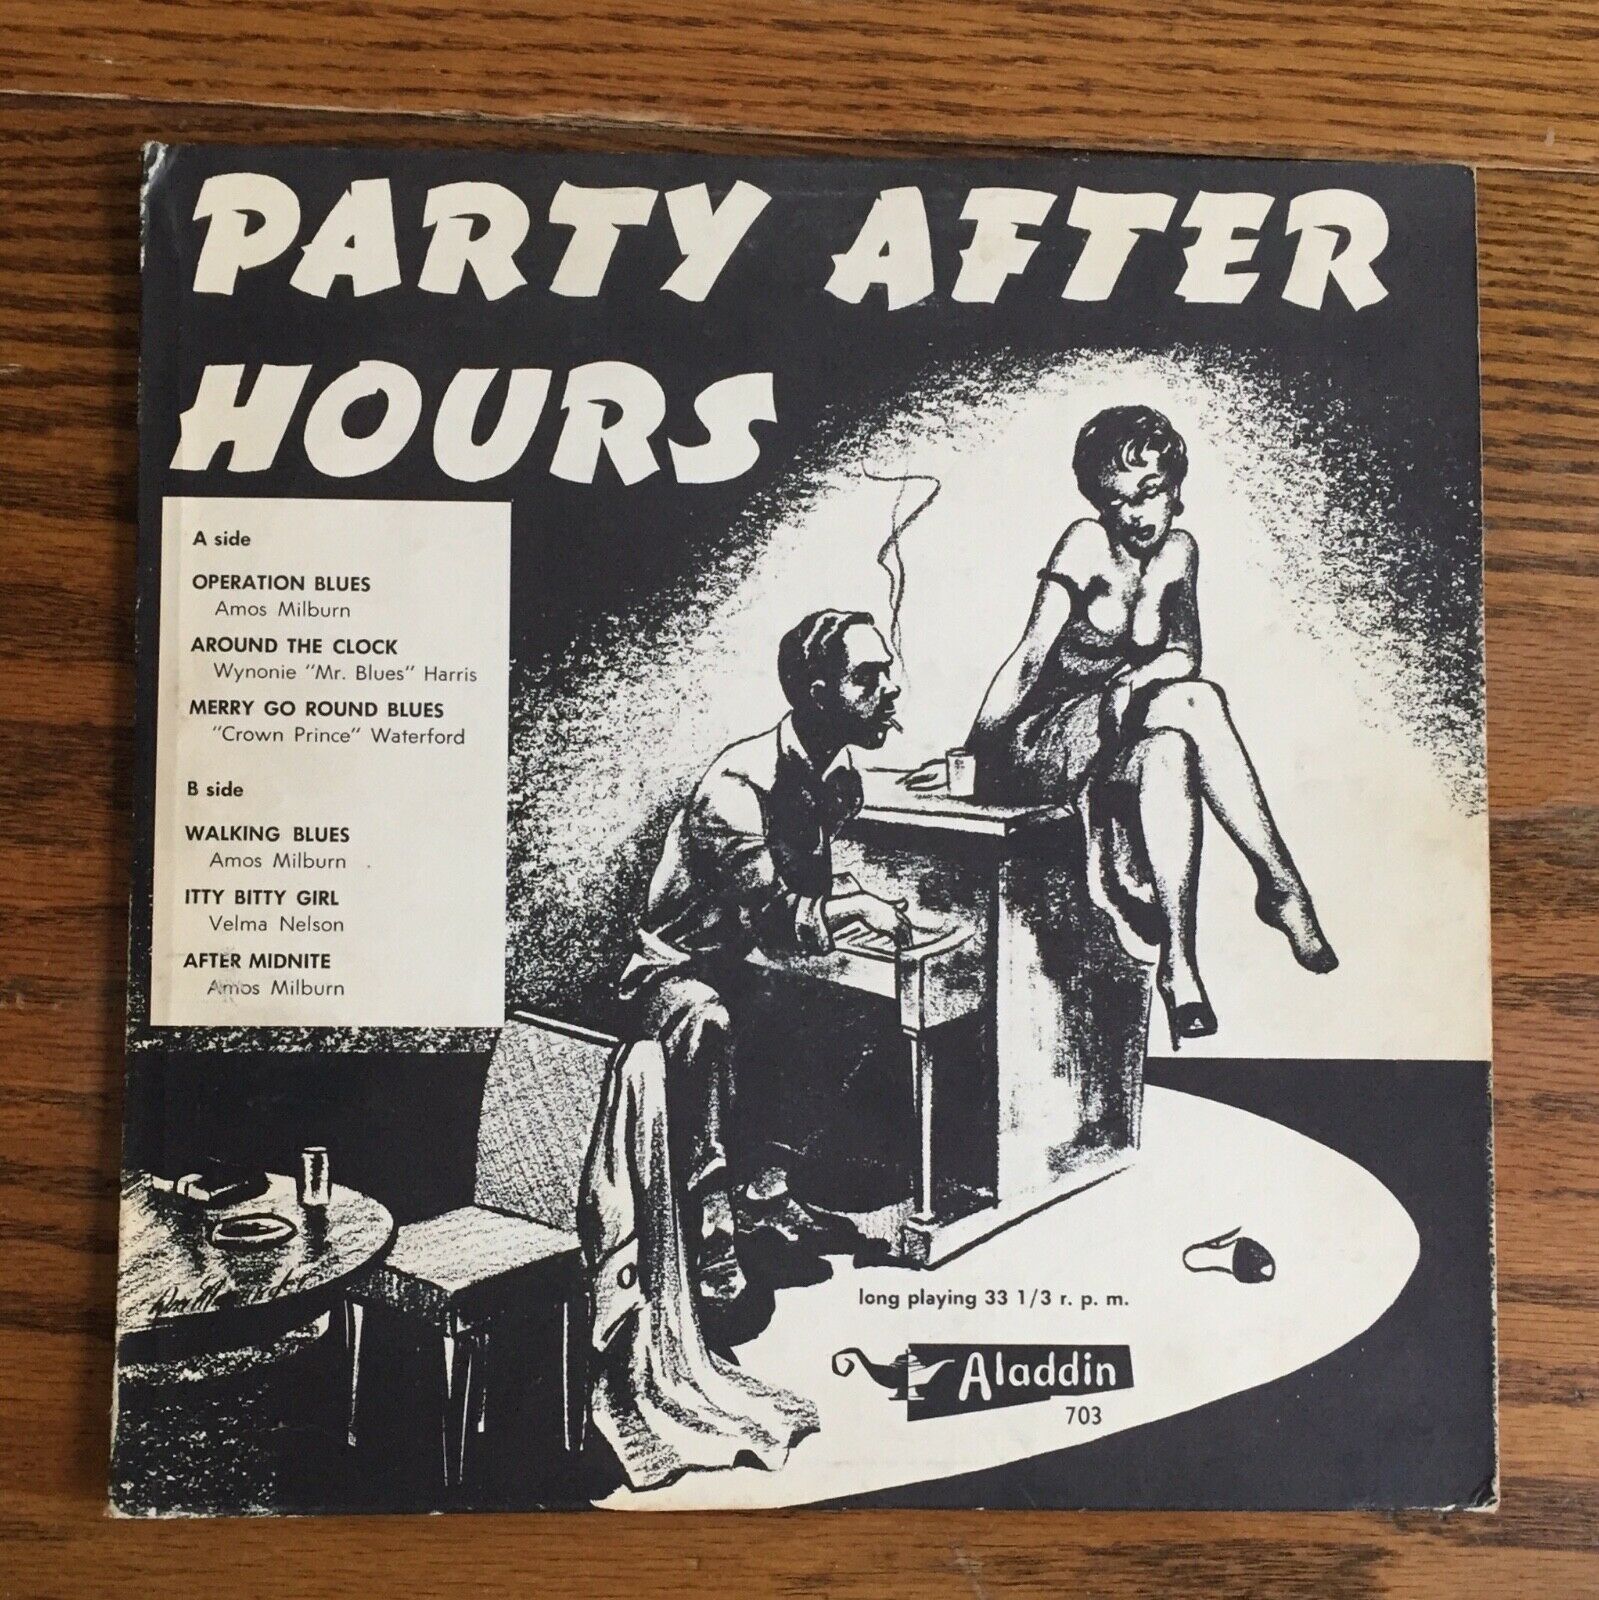 PARTY AFTER
HOURS
A side
OPERATION BLUES
Amos Milburn
AROUND THE CLOCK
Wynonie "Mr. Blues" Harris
MERRY GO ROUND BLUES
"Crown Prince" Waterford
B side
WALKING BLUES
Amos Milburn
ITTY BITTY GIRL
Velma Nelson
AFTER MIDNITE
Amos Milburn
long playing 33 1/3 r. p. m.
Aladdin
703